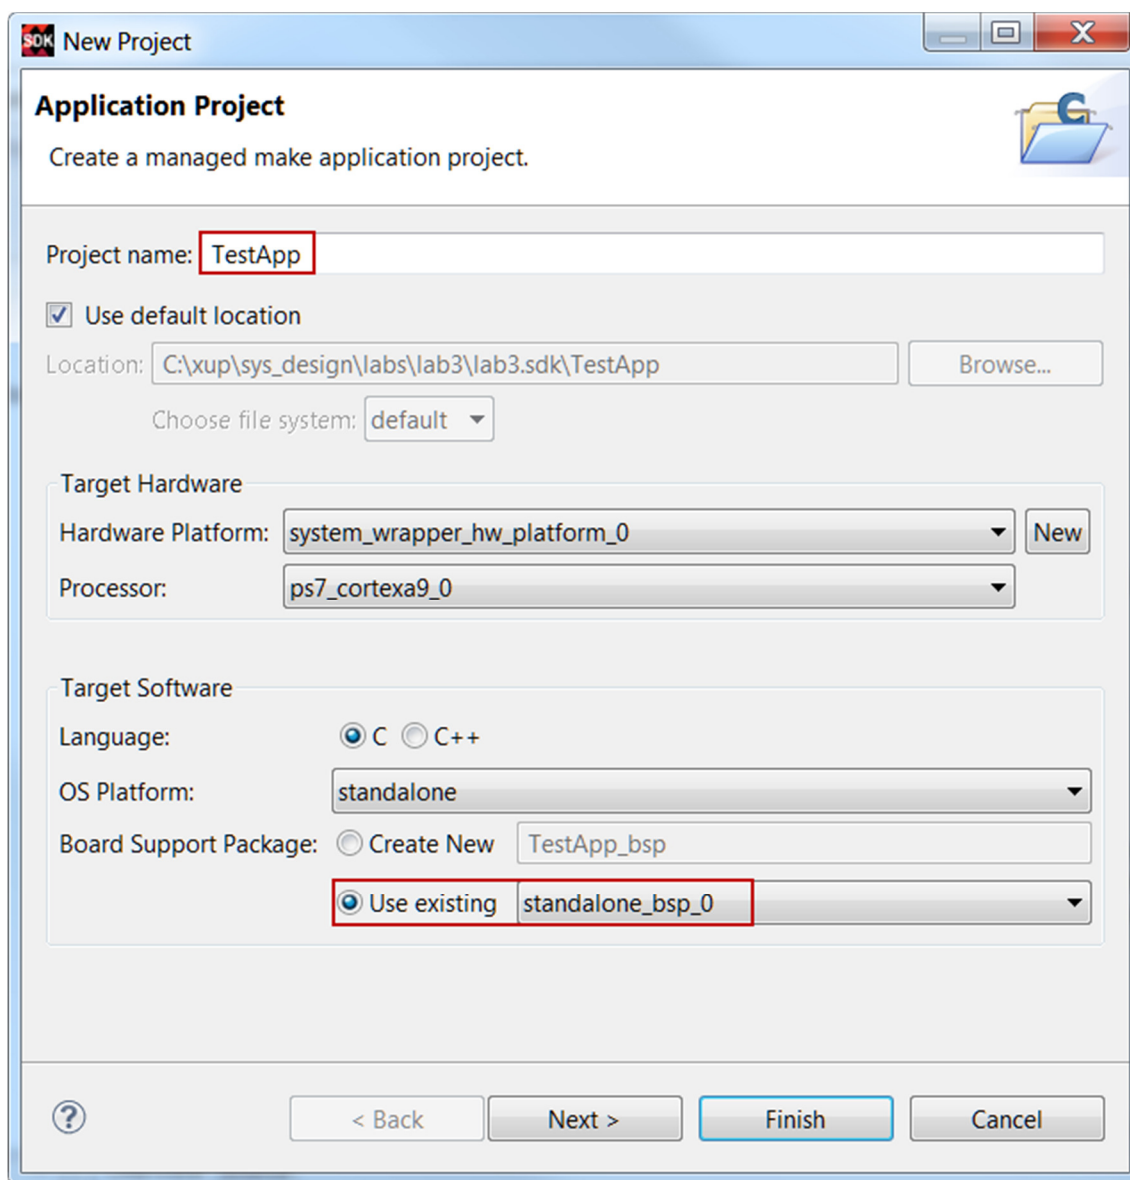 SDK New Project
X
Application Project
C
Create a managed make application project.
Project name: TestApp
Use default location
Location: C:\xup\sys_design\labs\lab3\lab3.sdk\TestApp Browse...
Choose file system: default
Target Hardware
Hardware Platform: system_wrapper_hw_platform_0 New
Processor: ps7_cortexa9_0
Target Software
Language: C C++
OS Platform: standalone
Board Support Package: Create New TestApp_bsp
Use existing standalone_bsp_0
? < Back Next > Finish Cancel